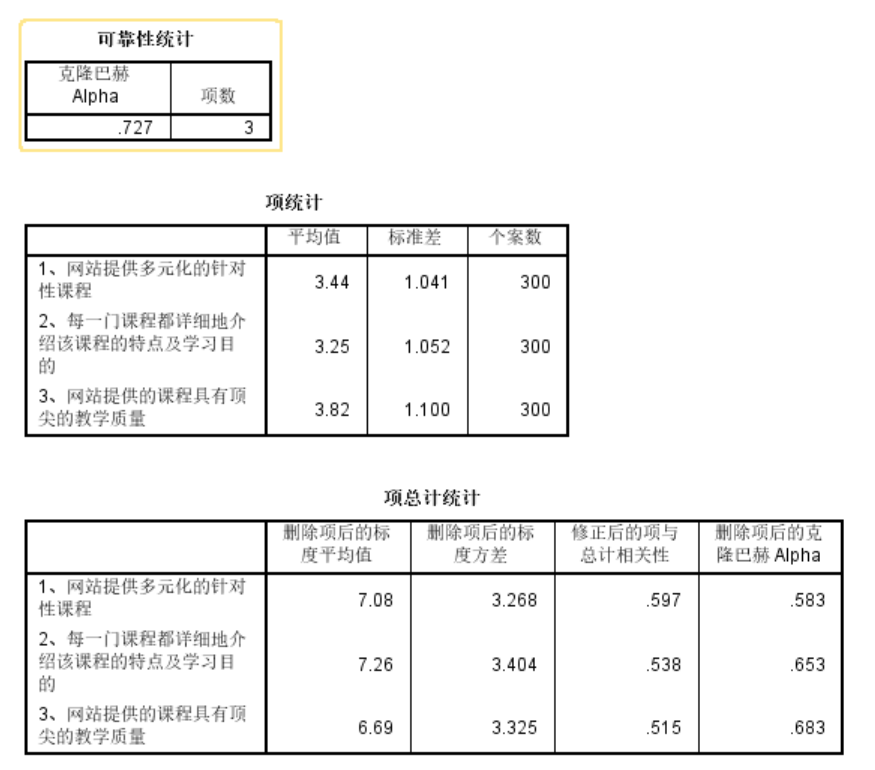 可靠性统计
克隆巴赫
Alpha
项数
.727
3
项统计
平均值
标准差
个案数
1、网站提供多元化的针对
性课程
3.44
1.041
300
2、每一门课程都详细地介
绍该课程的特点及学习目
的
3.25
1.052
300
3、网站提供的课程具有顶
尖的教学质量
3.82
1.100
300
项总计统计
删除项后的标
度平均值
删除项后的标
度方差
修正后的项与
总计相关性
删除项后的克
隆巴赫 Alpha
1、网站提供多元化的针对
性课程
7.08
3.268
.597
.583
2、每一门课程都详细地介
绍该课程的特点及学习目
的
7.26
3.404
.538
.653
3、网站提供的课程具有顶
尖的教学质量
6.69
3.325
.515
.683